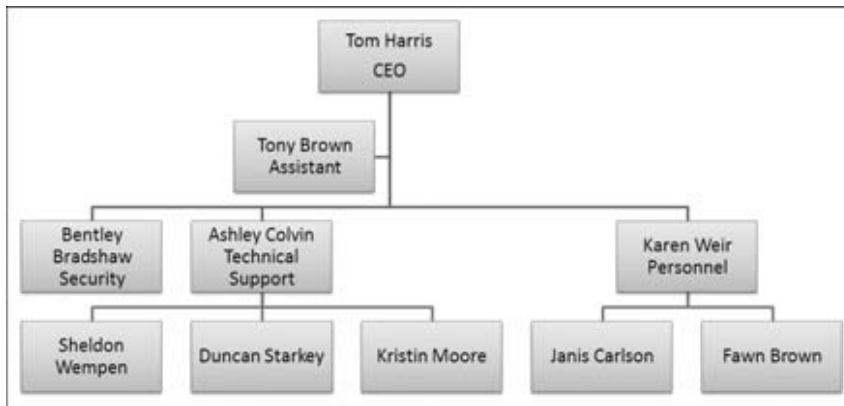 Tom Harris
CEO
Tony Brown
Assistant
Bentley
Bradshaw
Security
Ashley Colvin
Technical
Support
Karen Weir
Personnel
Sheldon
Wempen
Duncan Starkey
Kristin Moore
Janis Carlson
Fawn Brown